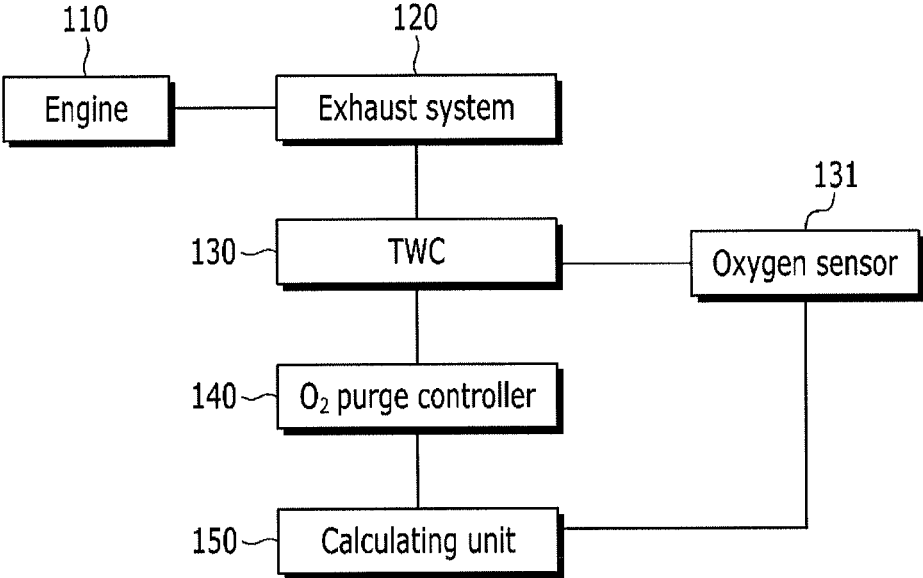 110
120
Engine
Exhaust system
131
130
TWC
Oxygen sensor
140
O₂ purge controller
150
Calculating unit